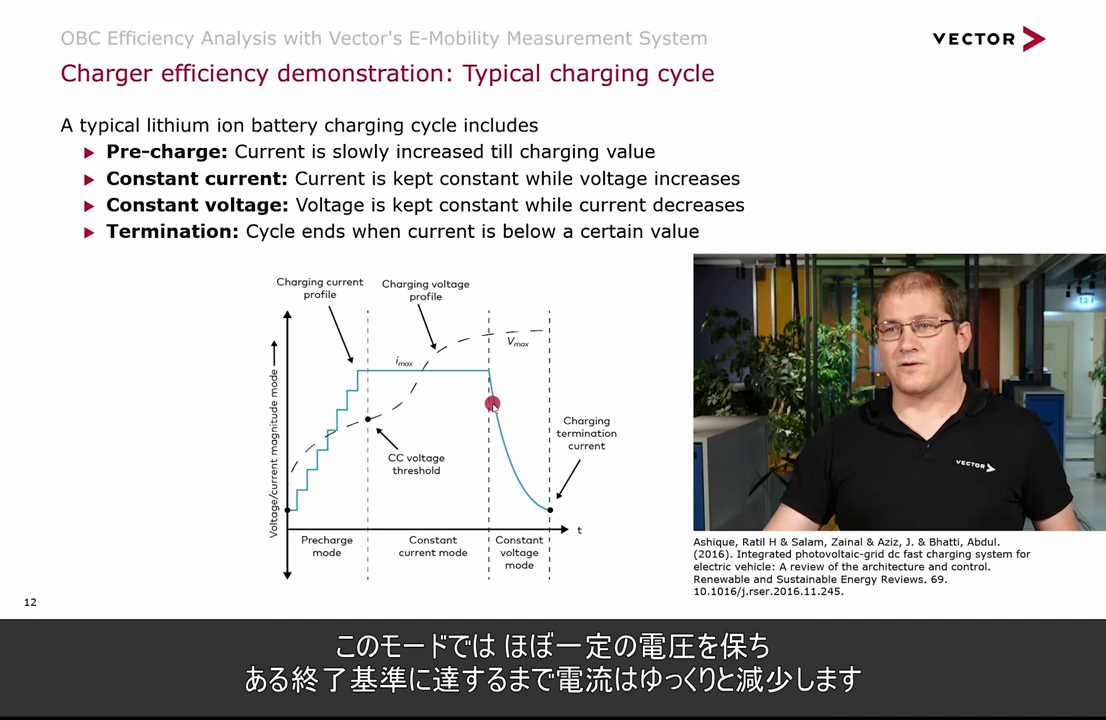 OBC Efficiency Analysis with Vector's E-Mobility Measurement System
VECTOR
Charger efficiency demonstration: Typical charging cycle
A typical lithium ion battery charging cycle includes
Pre-charge: Current is slowly increased till charging value
Constant current: Current is kept constant while voltage increases
Constant voltage: Voltage is kept constant while current decreases
Termination: Cycle ends when current is below a certain value
Charging current
profile
Charging voltage
profile
imax
Vmax
Voltage/current magnitude mode
CC voltage
threshold
Charging
termination
current
t
Precharge
mode
Constant
current mode
Constant
voltage
mode
VECTOR
Ashique, Ratil H & Salam, Zainal & Aziz, J. & Bhatti, Abdul.
(2016). Integrated photovoltaic-grid dc fast charging system for
electric vehicle: A review of the architecture and control.
Renewable and Sustainable Energy Reviews. 69.
10.1016/j.rser.2016.11.245.
12
このモードでは ほぼ一定の電圧を保ち
ある終了基準に達するまで電流はゆっくりと減少します